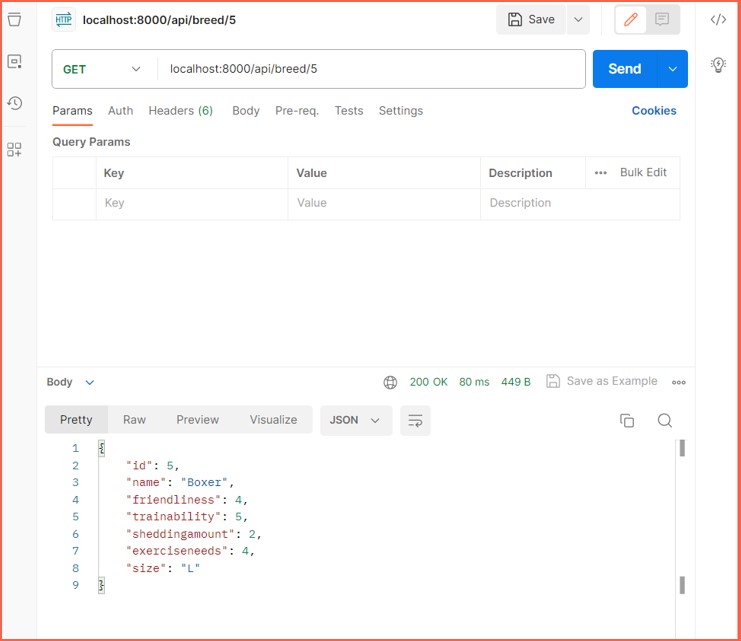 HTTP localhost:8000/api/breed/5 Save
GET localhost:8000/api/breed/5 Send
Params Auth Headers (6) Body Pre-req. Tests Settings Cookies
Query Params
Key Value Description Bulk Edit
Key Value Description
Body 200 OK 80 ms 449 B Save as Example
Pretty Raw Preview Visualize JSON
1 {
2 "id": 5,
3 "name": "Boxer",
4 "friendliness": 4,
5 "trainability": 5,
6 "sheddingamount": 2,
7 "exerciseneeds": 4,
8 "size": "L"
9 }